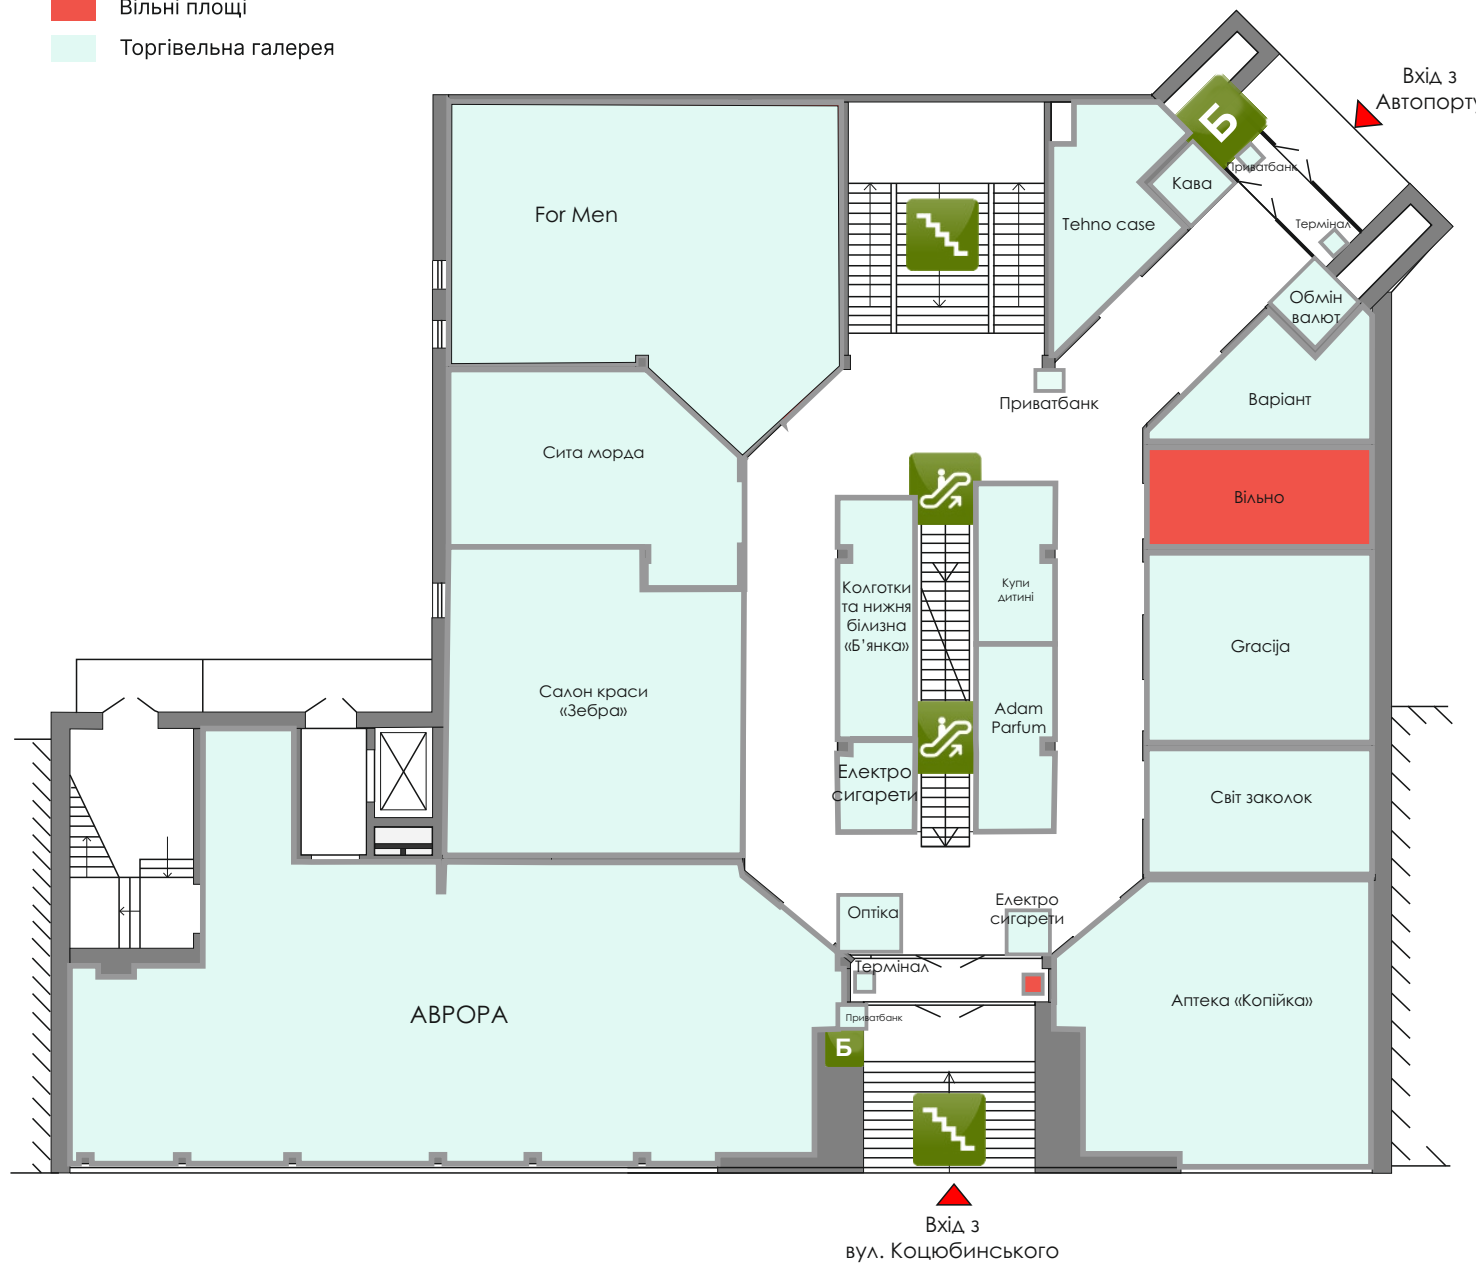 Вільні площі
Торгівельна галерея
Вхід з
Автопорту
Б
Приватбанк
Кава
For Men
Tehno case
Термінал
Обмін
валют
Приватбанк
Варіант
Сита морда
Вільно
Колготки
та нижня
білизна
«Б’янка»
Купи
дитині
Gracija
Салон краси
«Зебра»
Adam
Parfum
Електро
сигарети
Світ заколок
Оптіка
Електро
сигарети
Термінал
Аптека «Копійка»
АВРОРА
Приватбанк
Б
Вхід з
вул. Коцюбинського